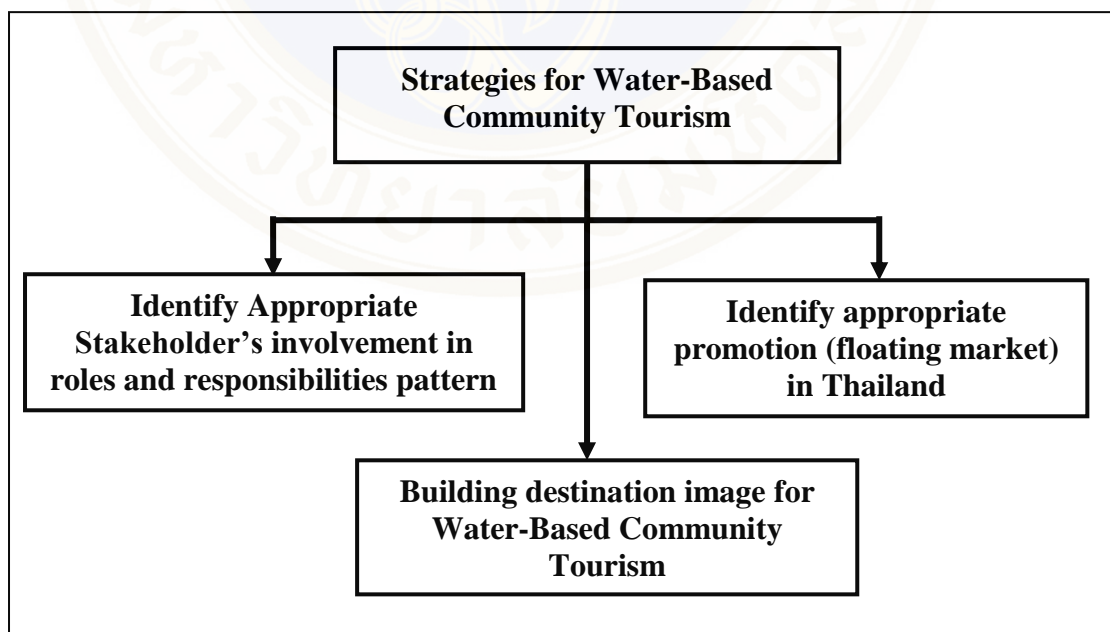 Strategies for Water-Based
Community Tourism
Identify Appropriate
Stakeholder’s involvement in
roles and responsibilities pattern
Identify appropriate
promotion (floating market)
in Thailand
Building destination image for
Water-Based Community
Tourism